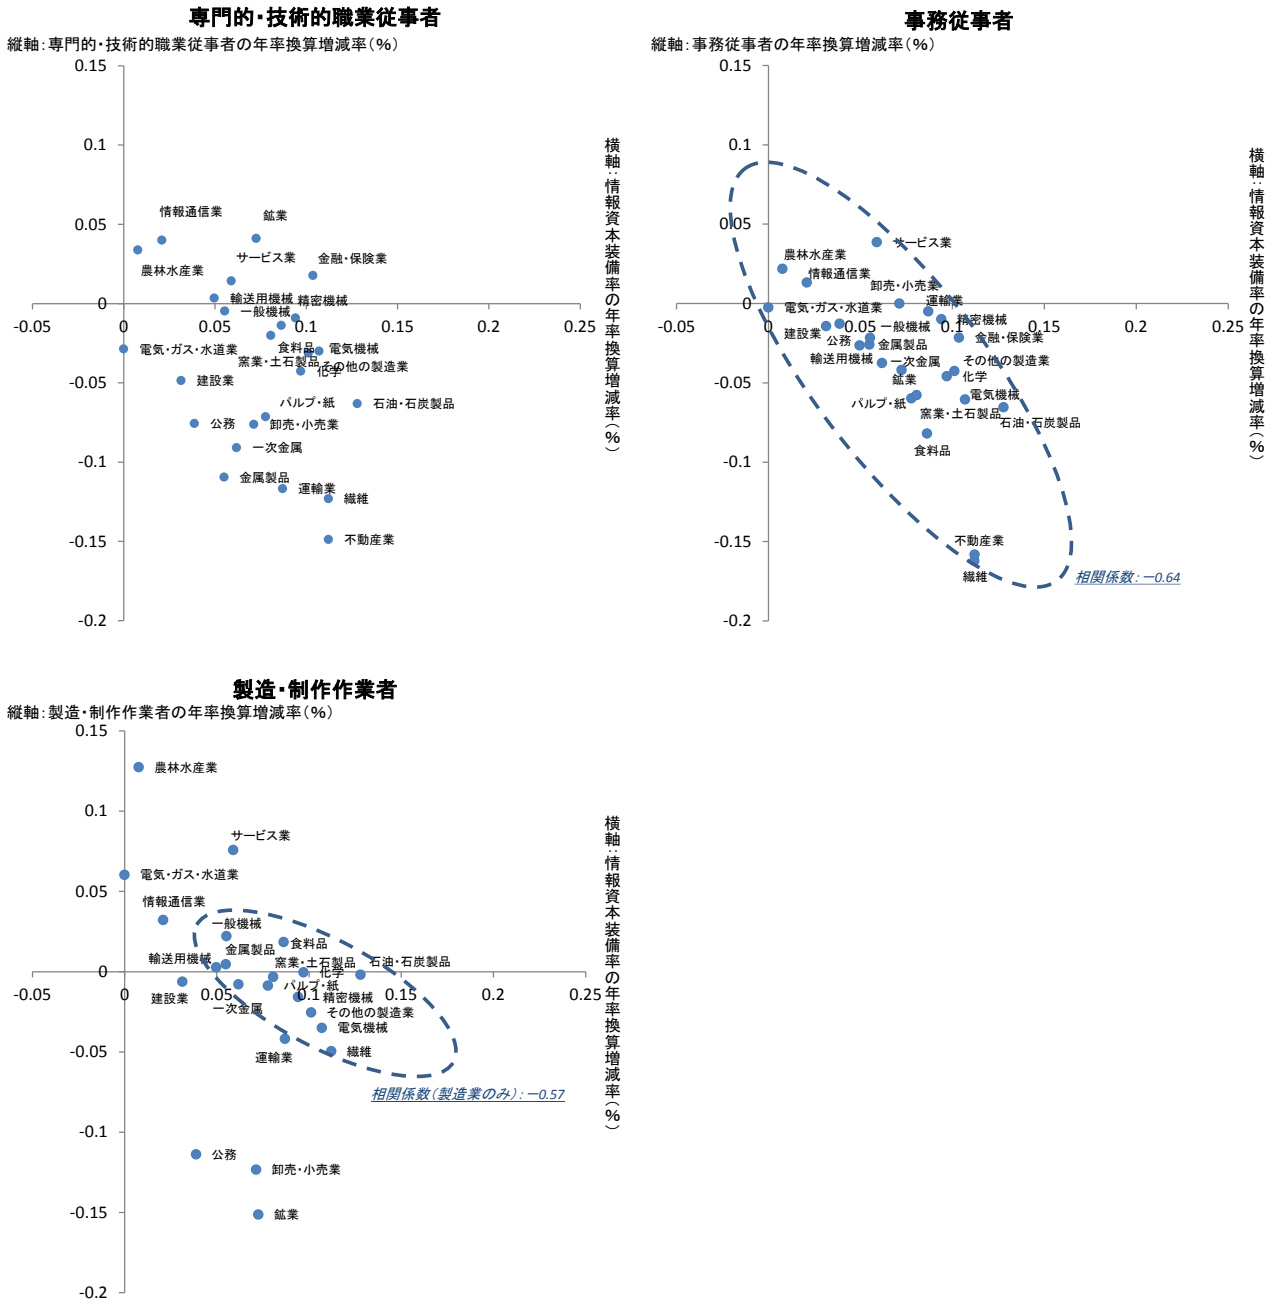 専門的・技術的職業従事者
縦軸：専門的・技術的職業従事者の年率換算増減率（％）
0.15
0.1
0.05
0
-0.05
-0.1
-0.15
-0.2
-0.05
0
0.05
0.1
0.15
0.2
0.25
横軸：情報資本装備率の年率換算増減率（％）
情報通信業
鉱業
農林水産業
サービス業
金融・保険業
輸送用機械
精密機械
一般機械
電気・ガス・水道業
食料品
電気機械
窯業・土石製品
その他の製造業
化学
建設業
パルプ・紙
石油・石炭製品
公務
卸売・小売業
一次金属
金属製品
運輸業
繊維
不動産業
事務従事者
縦軸：事務従事者の年率換算増減率（％）
0.15
0.1
0.05
0
-0.05
-0.1
-0.15
-0.2
-0.05
0
0.05
0.1
0.15
0.2
0.25
横軸：情報資本装備率の年率換算増減率（％）
サービス業
農林水産業
情報通信業
卸売・小売業
運輸業
電気・ガス・水道業
精密機械
建設業
一般機械
公務
金属製品
金融・保険業
輸送用機械
一次金属
その他の製造業
鉱業
化学
パルプ・紙
電気機械
窯業・土石製品
石油・石炭製品
食料品
不動産業
繊維
相関係数：－0.64
製造・制作作業者
縦軸：製造・制作作業者の年率換算増減率（％）
0.15
0.1
0.05
0
-0.05
-0.1
-0.15
-0.2
-0.05
0
0.05
0.1
0.15
0.2
0.25
横軸：情報資本装備率の年率換算増減率（％）
農林水産業
サービス業
電気・ガス・水道業
情報通信業
一般機械
食料品
金属製品
輸送用機械
窯業・土石製品
石油・石炭製品
化学
建設業
パルプ・紙
一次金属
精密機械
その他の製造業
電気機械
運輸業
繊維
相関係数（製造業のみ）：－0.57
公務
卸売・小売業
鉱業